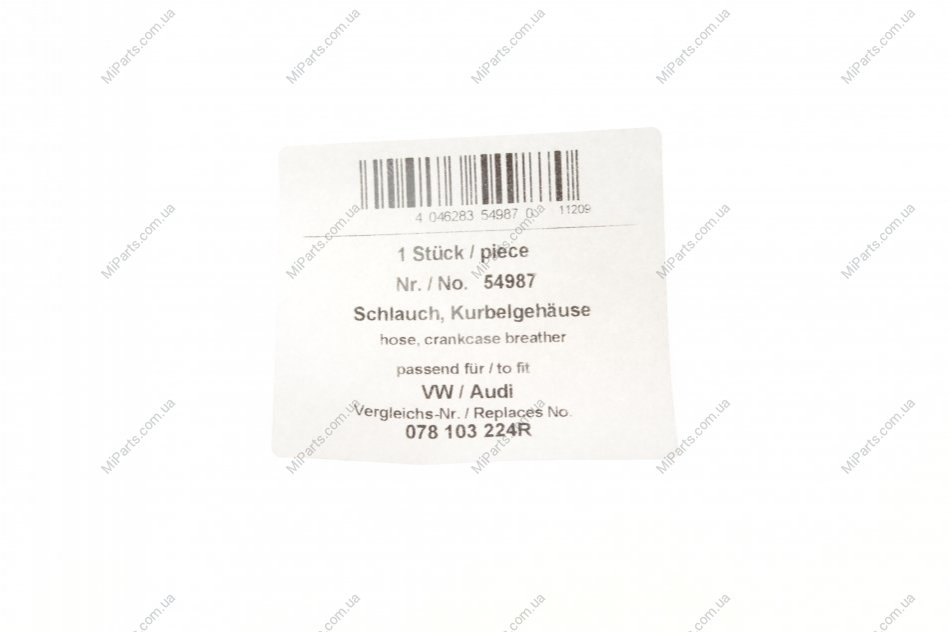 4 046283 54987 0 11209
1 Stück / piece
Nr. / No. 54987
Schlauch, Kurbelgehäuse
hose, crankcase breather
passend für / to fit
VW / Audi
Vergleichs-Nr. / Replaces No.
078 103 224R
MiParts.com.ua